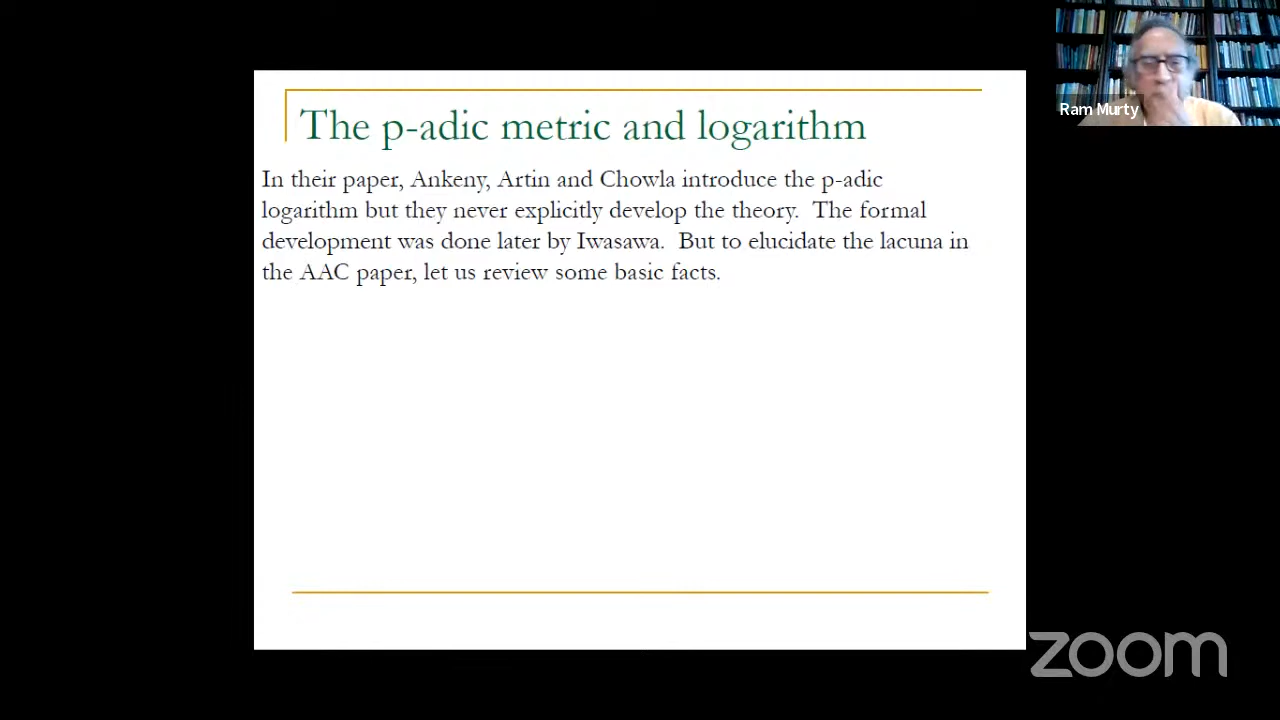 The p-adic metric and logarithm
In their paper, Ankeny, Artin and Chowla introduce the p-adic
logarithm but they never explicitly develop the theory.  The formal
development was done later by Iwasawa.  But to elucidate the lacuna in
the AAC paper, let us review some basic facts.
Ram Murty
zoom